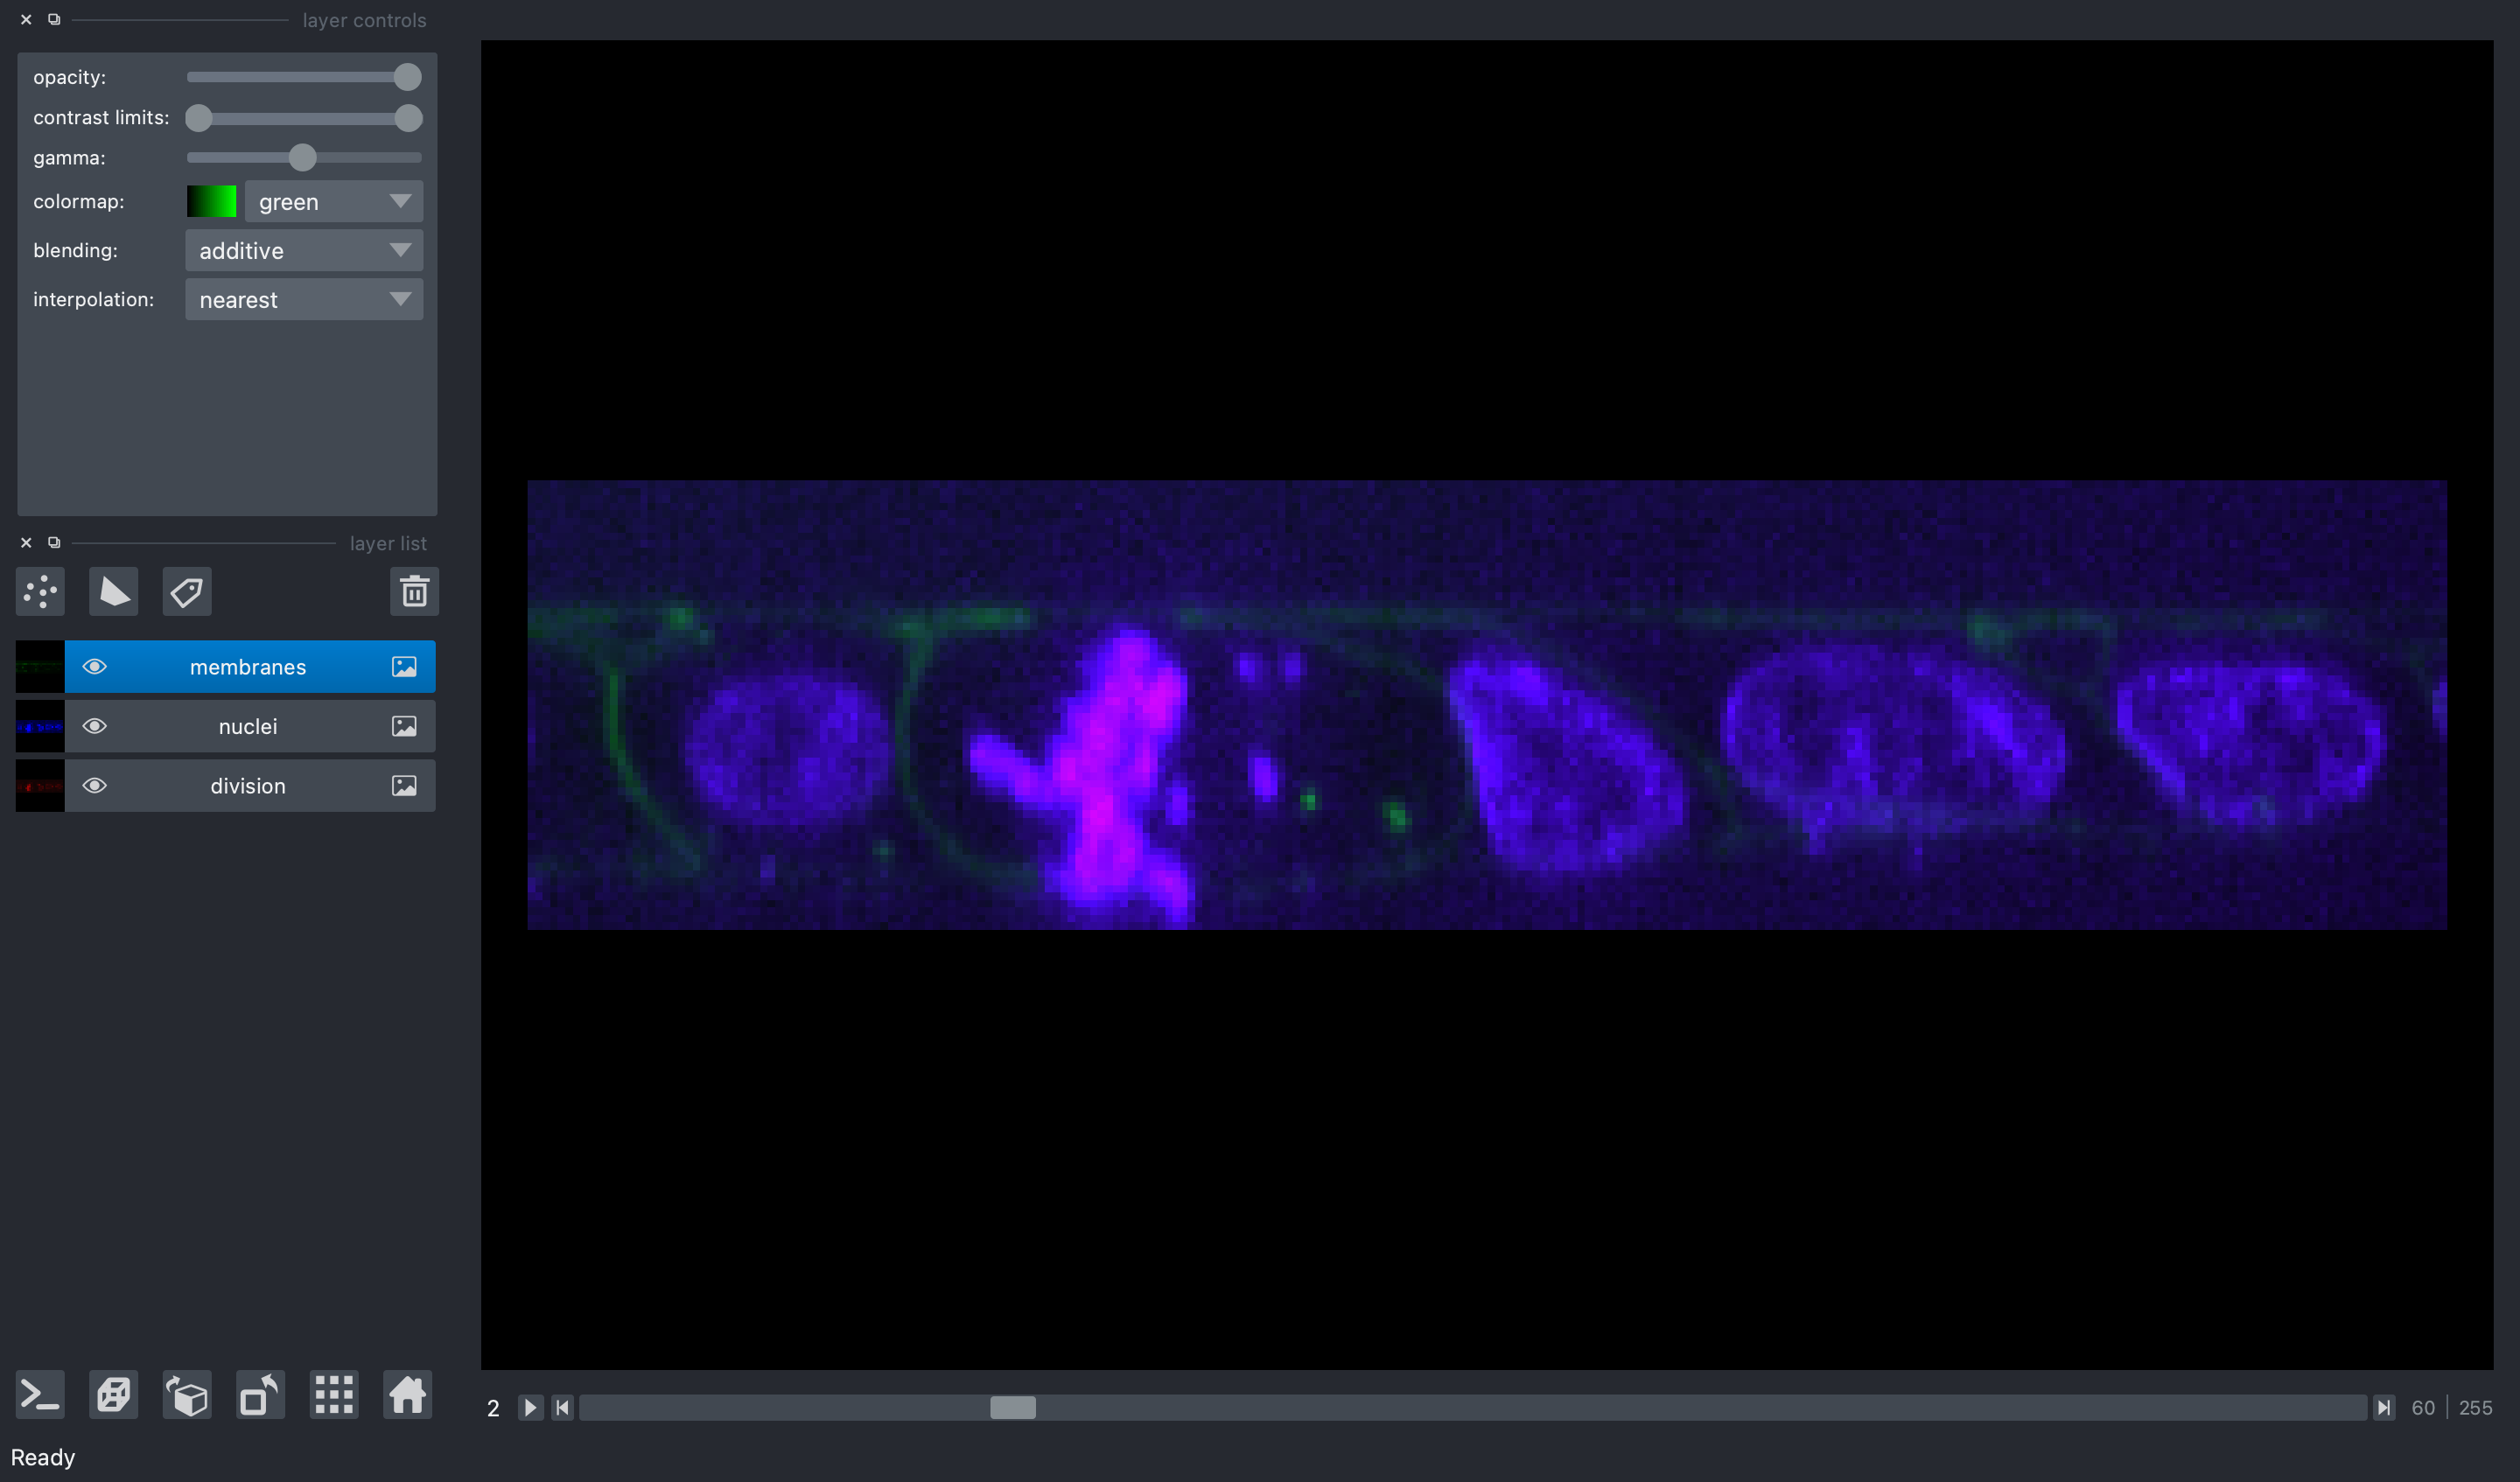 layer controls
opacity:
contrast limits:
gamma:
colormap: green
blending: additive
interpolation: nearest
layer list
membranes
nuclei
division
2 60 255
Ready